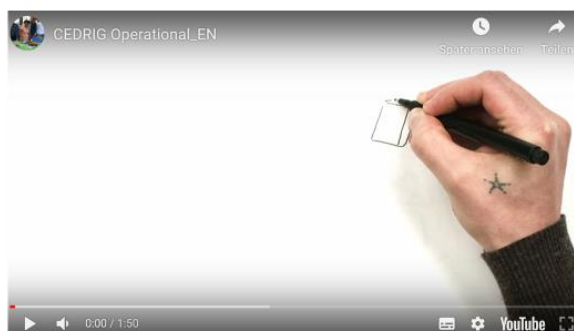 CEDRIG Operational_EN
Später ansehen
Teilen
0:00 / 1:50
YouTube